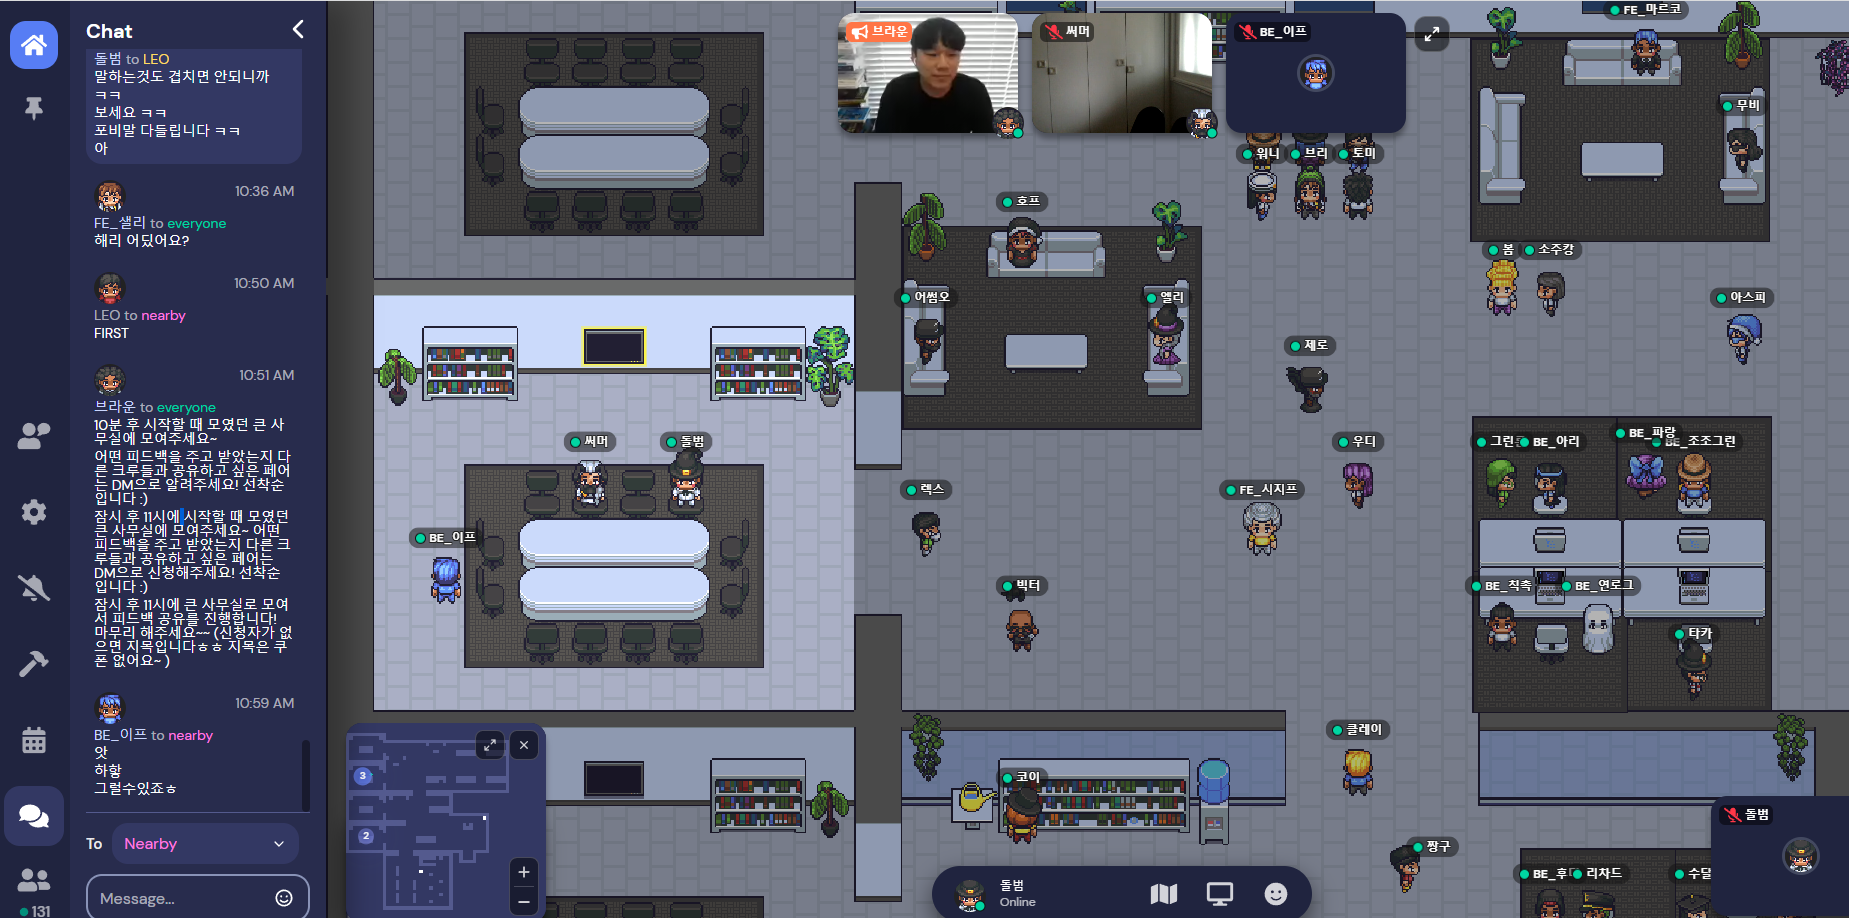 Chat
돌범 to LEO
말하는것도 겹치면 안되니까
ㅋㅋ
보세요 ㅋㅋ
포비말 다들립니다 ㅋㅋ
아
10:36 AM
FE_샐리 to everyone
해리 어딨어요?
10:50 AM
LEO to nearby
FIRST
10:51 AM
브라운 to everyone
10분 후 시작할 때 모였던 큰 사
무실에 모여주세요~
어떤 피드백을 주고 받았는지 다
른 크루들과 공유하고 싶은 페어
는 DM으로 알려주세요! 선착순
입니다 :)
잠시 후 11시에 시작할 때 모였던
큰 사무실에 모여주세요~ 어떤
피드백을 주고 받았는지 다른 크
루들과 공유하고 싶은 페어는
DM으로 신청해주세요! 선착순
입니다 :)
잠시 후 11시에 큰 사무실로 모여
서 피드백 공유를 진행합니다!
마무리 해주세요~~ (신청자가 없
으면 지목입니다ㅎㅎ 지목은 쿠
폰 없어요~ )
10:59 AM
BE_이프 to nearby
앗
하핳
그럴수있죠ㅎ
To
Nearby
Message...
131
브라운
써머
BE_이프
FE_마르코
무비
워니
브리
토미
호프
봄
소주캉
어썸오
엘리
아스피
제로
써머
돌범
우디
BE_아리
BE_파랑
BE_조조그린
렉스
FE_시지프
BE_이프
빅터
BE_칙촉
BE_연로그
타카
클레이
3
2
코이
돌범
짱구
리차드
수달
돌범
Online